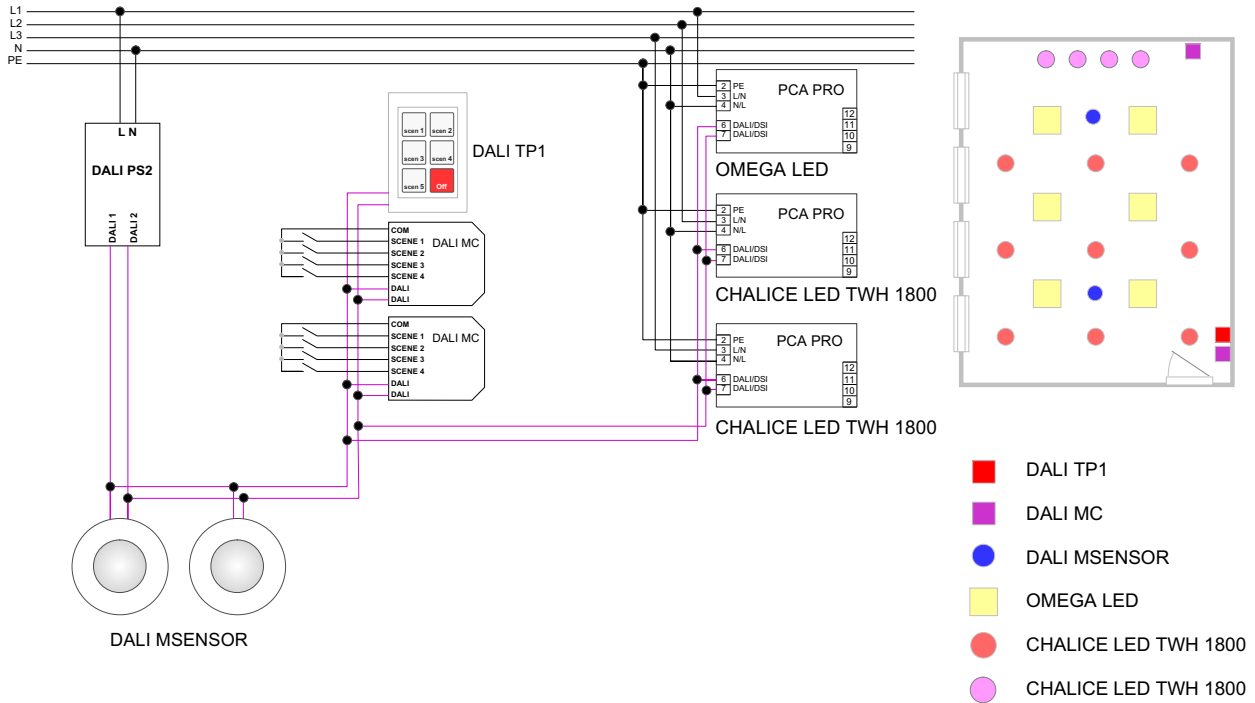 L1
L2
L3
N
PE
L N
DALI PS2
DALI 1
DALI 2
scen 1
scen 2
scen 3
scen 4
scen 5
Off
DALI TP1
COM
SCENE 1
SCENE 2
SCENE 3
SCENE 4
DALI
DALI
DALI MC
COM
SCENE 1
SCENE 2
SCENE 3
SCENE 4
DALI
DALI
DALI MC
DALI MSENSOR
2 PE
3 L/N
4 N/L
6 DALI/DSI
7 DALI/DSI
PCA PRO
12
11
10
9
OMEGA LED
2 PE
3 L/N
4 N/L
6 DALI/DSI
7 DALI/DSI
PCA PRO
12
11
10
9
CHALICE LED TWH 1800
2 PE
3 L/N
4 N/L
6 DALI/DSI
7 DALI/DSI
PCA PRO
12
11
10
9
CHALICE LED TWH 1800
DALI TP1
DALI MC
DALI MSENSOR
OMEGA LED
CHALICE LED TWH 1800
CHALICE LED TWH 1800